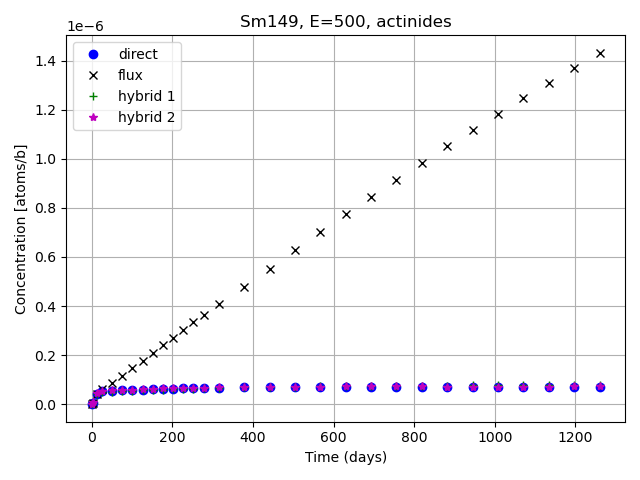 Sm149, E=500, actinides
1e−6
direct
flux
hybrid 1
hybrid 2
1.4
1.2
1.0
0.8
0.6
0.4
0.2
0.0
Concentration [atoms/b]
0 200 400 600 800 1000 1200
Time (days)